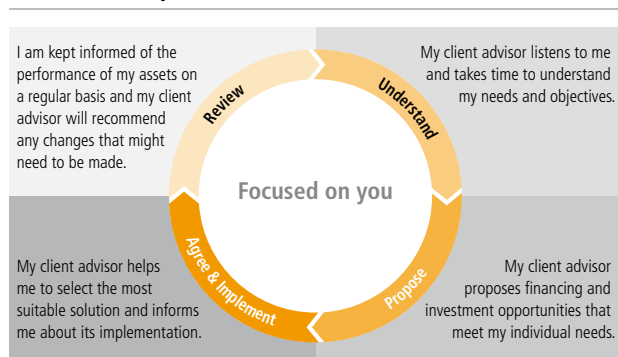 I am kept informed of the
performance of my assets on
a regular basis and my client
advisor will recommend
any changes that might
need to be made.
My client advisor listens to me
and takes time to understand
my needs and objectives.
Review
Understand
Focused on you
Agree & Implement
Propose
My client advisor helps
me to select the most
suitable solution and informs
me about its implementation.
My client advisor
proposes financing and
investment opportunities that
meet my individual needs.